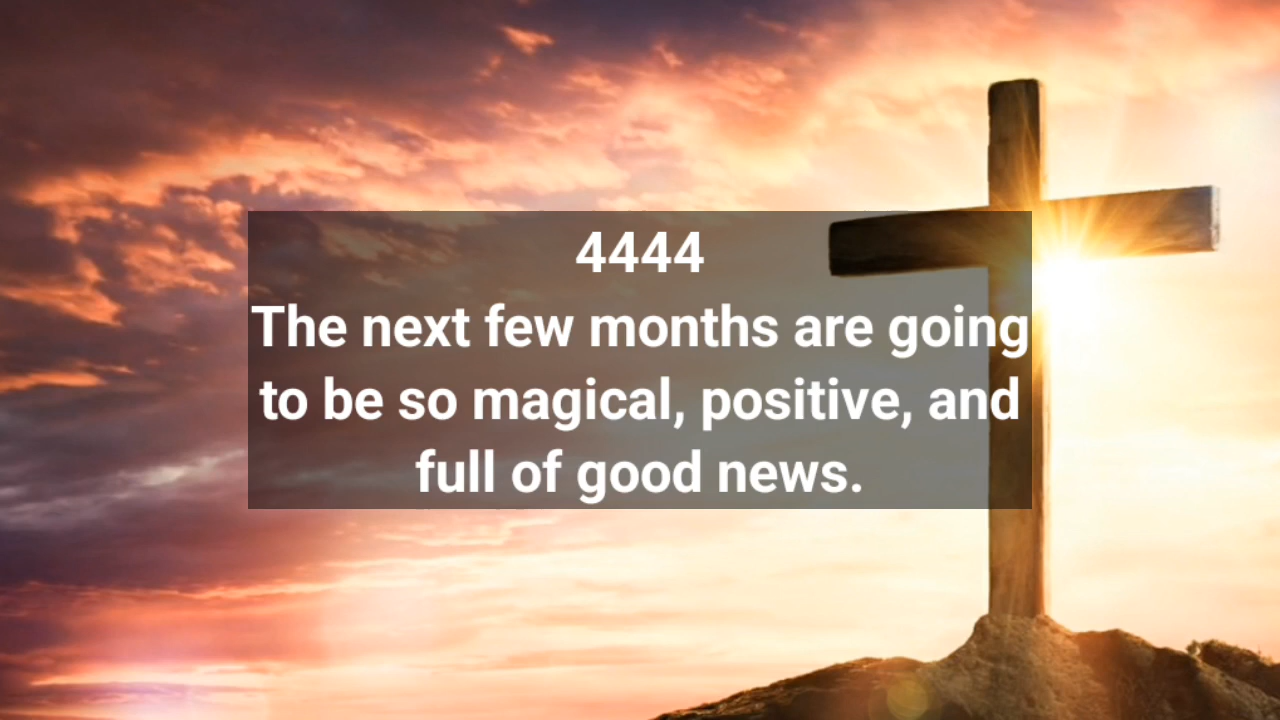 4444
The next few months are going
to be so magical, positive, and
full of good news.